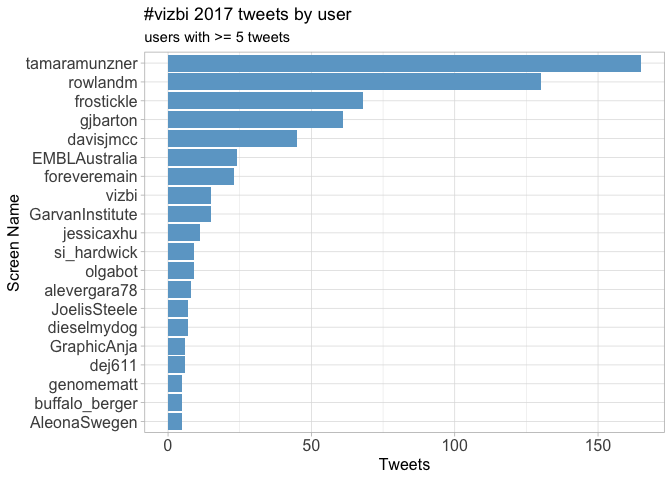 #vizbi 2017 tweets by user
users with >= 5 tweets
tamaramunzner
rowlandm
frostickle
gjbarton
davisjmcc
EMBLAustralia
foreveremain
vizbi
GarvanInstitute
jessicaxhu
si_hardwick
olgabot
alevergara78
JoelisSteele
dieselmydog
GraphicAnja
dej611
genomematt
buffalo_berger
AleonaSwegen
Screen Name
0 50 100 150
Tweets